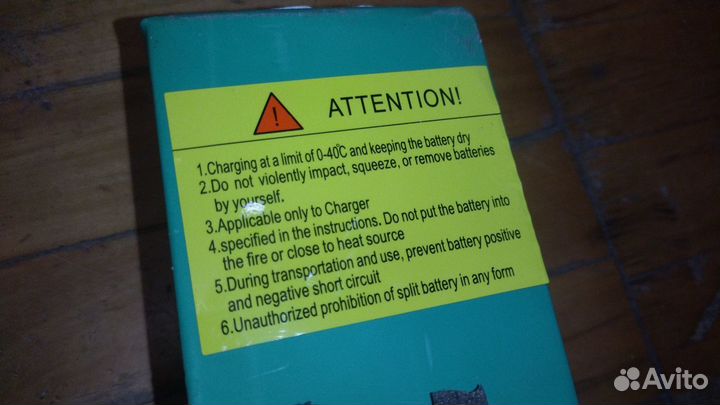 ATTENTION!
1.Charging at a limit of 0-40℃ and keeping the battery dry
2.Do not violently impact, squeeze, or remove batteries
by yourself.
3.Applicable only to Charger
4.specified in the instructions. Do not put the battery into
the fire or close to heat source
5.During transportation and use, prevent battery positive
and negative short circuit
6.Unauthorized prohibition of split battery in any form
Avito